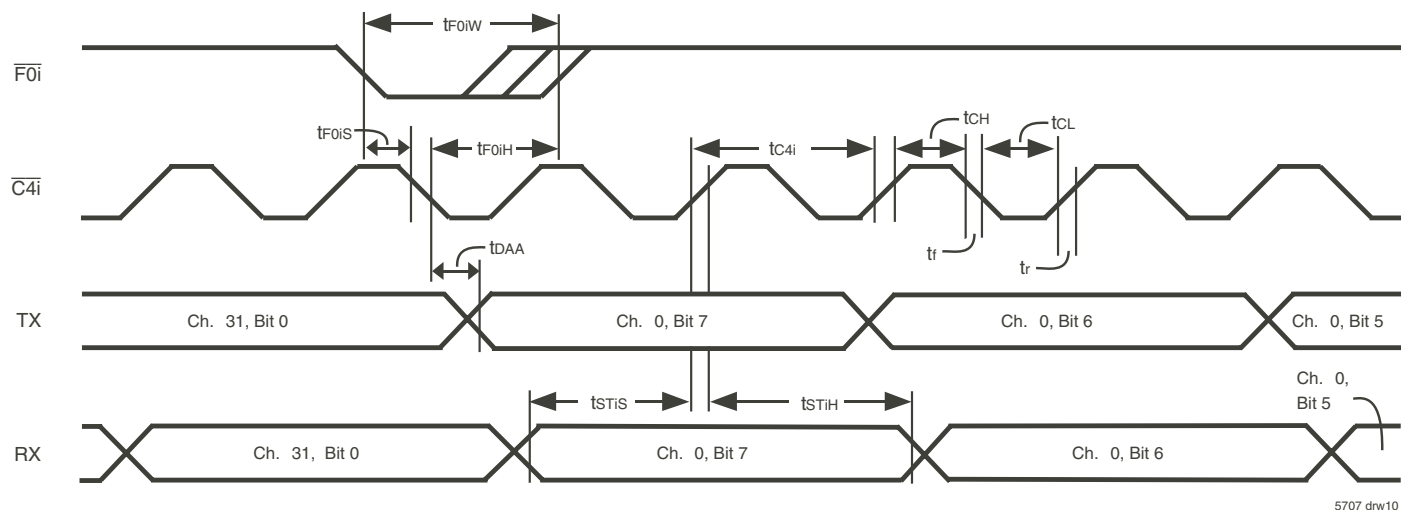 tF0iW
F0i
tF0iS
tF0iH
tC4i
tCH
tCL
C4i
tDAA
tf
tr
TX
Ch. 31, Bit 0
Ch. 0, Bit 7
Ch. 0, Bit 6
Ch. 0, Bit 5
tSTiS
tSTiH
Ch. 0,
Bit 5
RX
Ch. 31, Bit 0
Ch. 0, Bit 7
Ch. 0, Bit 6
5707 drw10